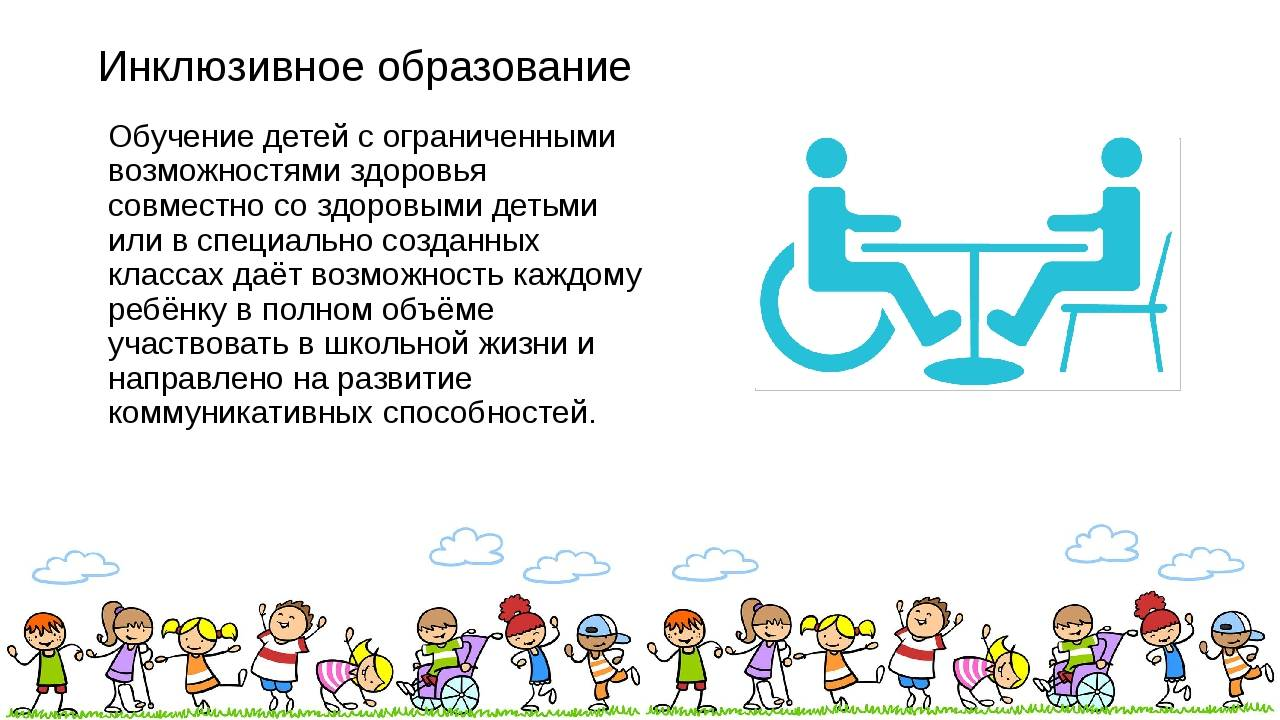 Инклюзивное образование
Обучение детей с ограниченными
возможностями здоровья
совместно со здоровыми детьми
или в специально созданных
классах даёт возможность каждому
ребёнку в полном объёме
участвовать в школьной жизни и
направлено на развитие
коммуникативных способностей.